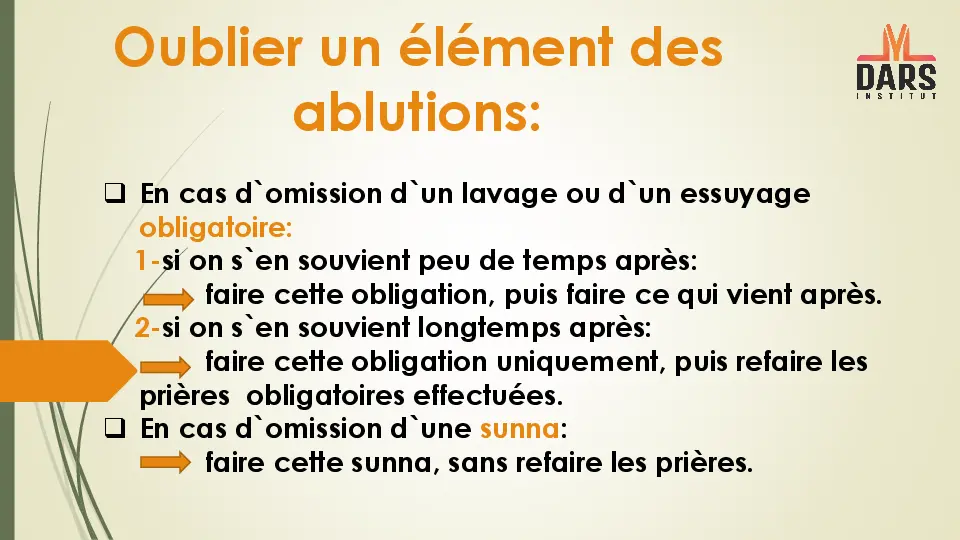 Oublier un élément des
ablutions:
DARS
INSTITUT
En cas d`omission d`un lavage ou d`un essuyage
obligatoire:
1-si on s`en souvient peu de temps après:
faire cette obligation, puis faire ce qui vient après.
2-si on s`en souvient longtemps après:
faire cette obligation uniquement, puis refaire les
prières obligatoires effectuées.
En cas d`omission d`une sunna:
faire cette sunna, sans refaire les prières.